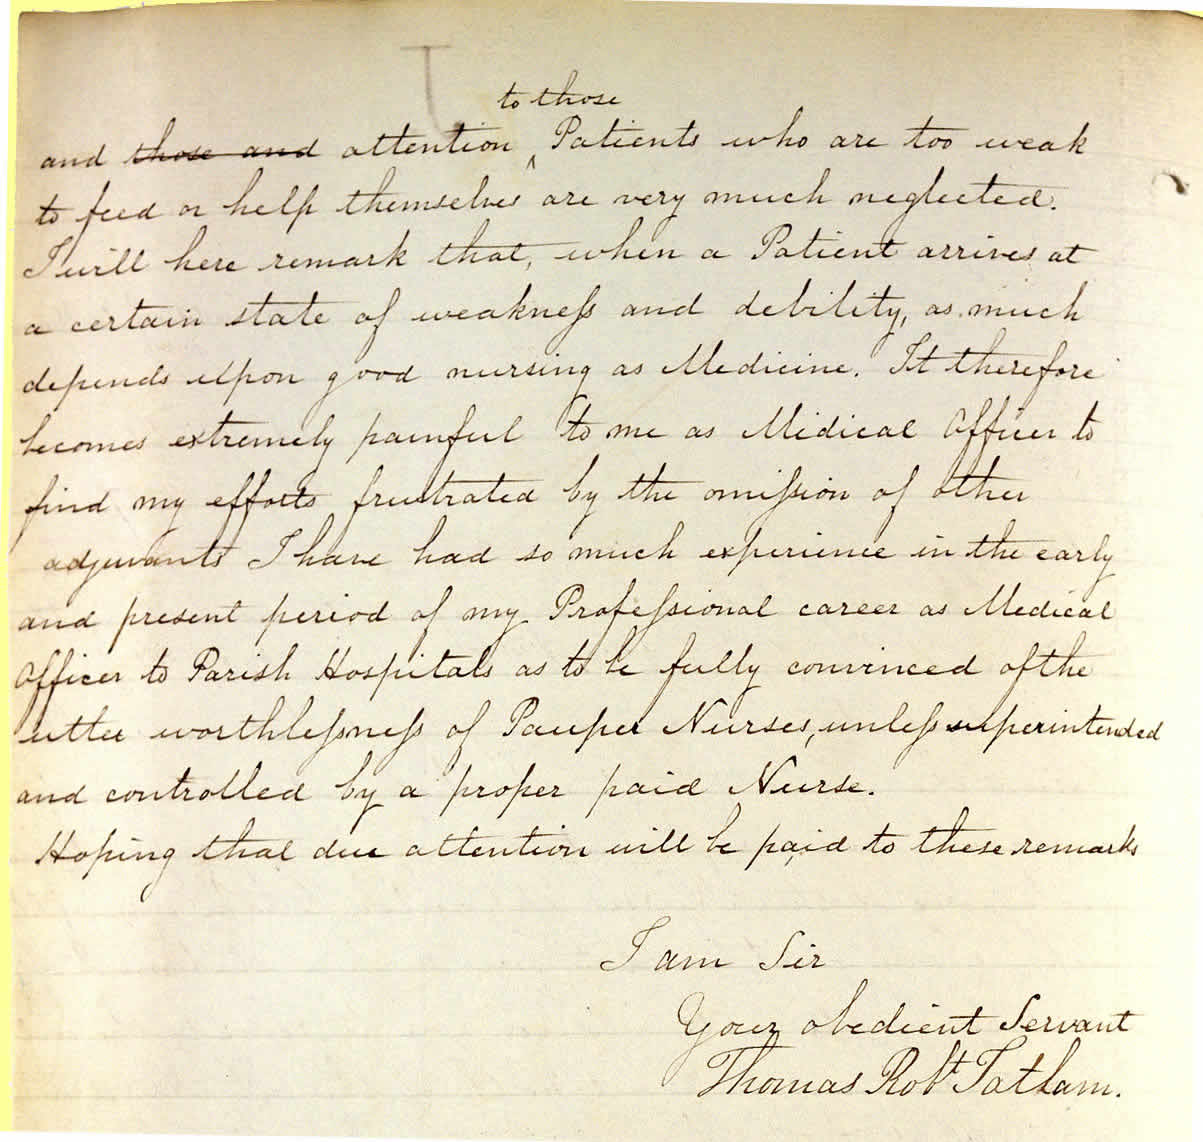 to those
and ~~those and~~ attention ‸ Patients who are too weak
to feed or help themselves are very much neglected.
I will here remark that, when a Patient arrives at
a certain state of weakneſs and debility, as much
depends upon good nursing as Medicine. It therefore
becomes extremely painful to me as Medical Officer to
find my efforts frustrated by the omiſsion of other
adjuvants I have had so much experience in the early
and present period of my Profeſsional career as Medical
Officer to Parish Hospitals as to be fully convinced of the
utter worthleſsneſs of Pauper Nurses, unleſs superintended
and controlled by a proper paid Nurse.
Hoping that due attention will be paid to these remarks
I am Sir
Your obedient Servant
Thomas Robt Tatham.